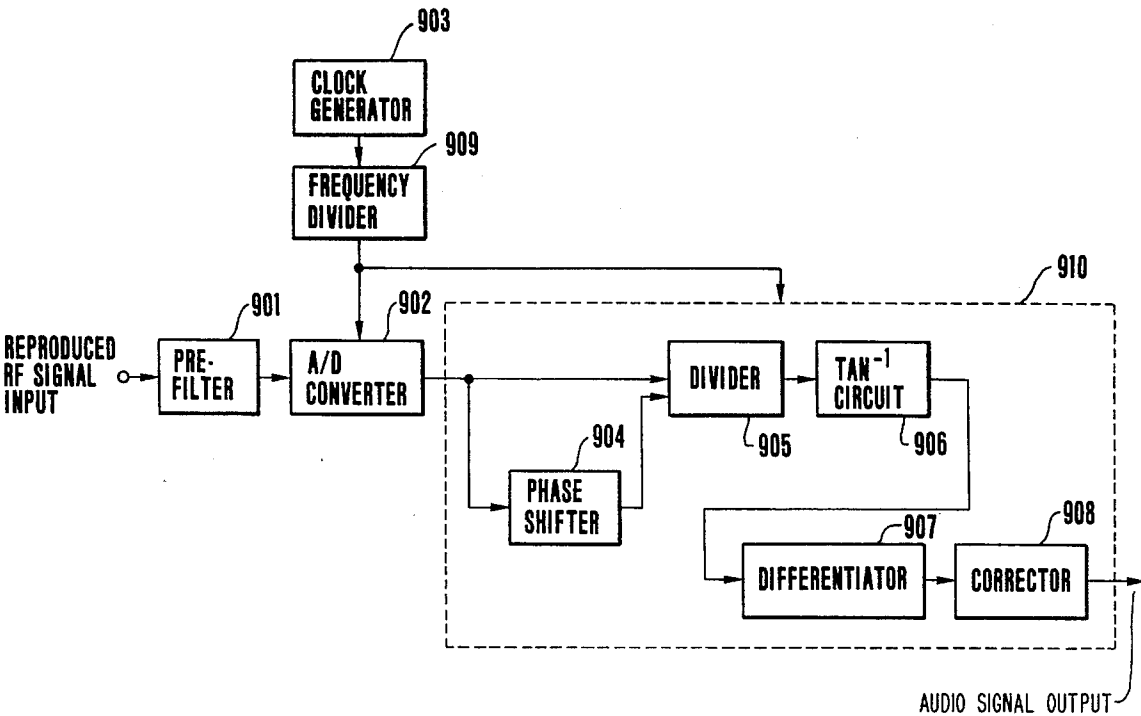 903
CLOCK
GENERATOR
909
FREQUENCY
DIVIDER
910
901
902
REPRODUCED
RF SIGNAL
INPUT
PRE-
FILTER
A/D
CONVERTER
DIVIDER
TAN⁻¹
CIRCUIT
904
905
906
PHASE
SHIFTER
907
908
DIFFERENTIATOR
CORRECTOR
AUDIO SIGNAL OUTPUT